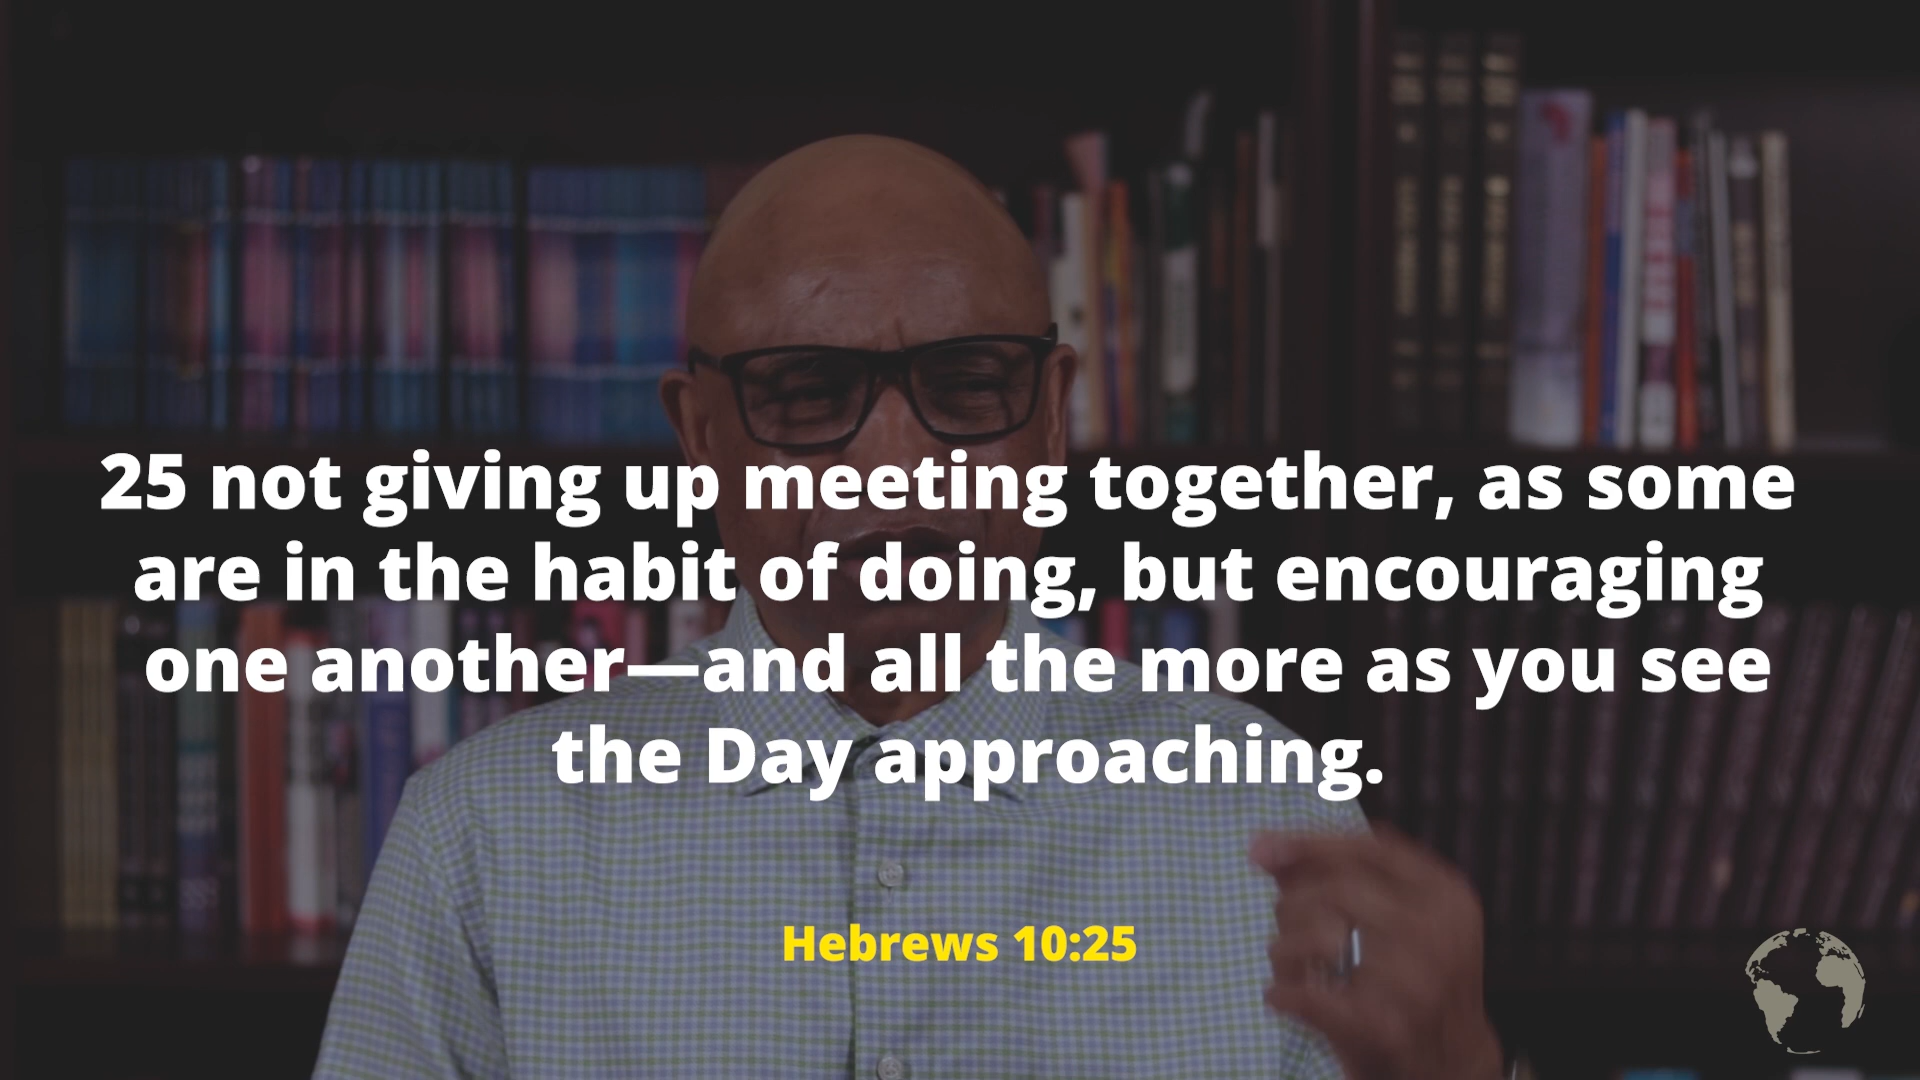 25 not giving up meeting together, as some
are in the habit of doing, but encouraging
one another—and all the more as you see
the Day approaching.
Hebrews 10:25